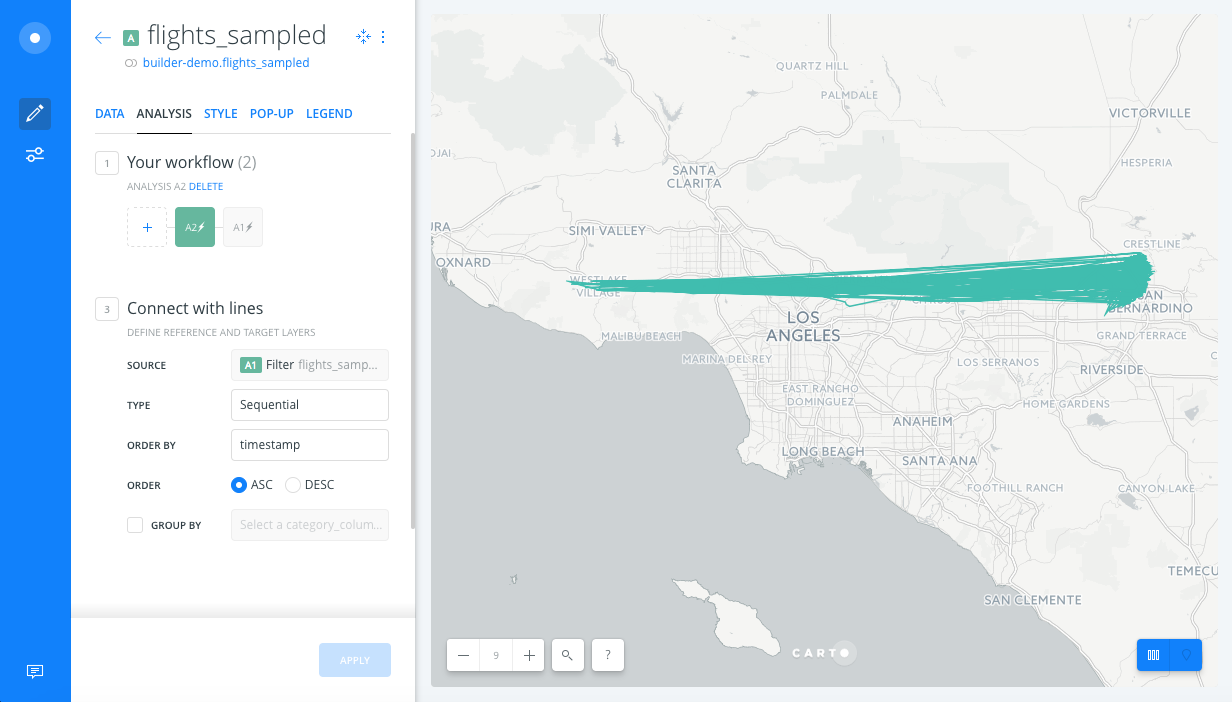 A flights_sampled
builder-demo.flights_sampled
DATA ANALYSIS STYLE POP-UP LEGEND
1 Your workflow (2)
ANALYSIS A2 DELETE
+ A2 A1
3 Connect with lines
DEFINE REFERENCE AND TARGET LAYERS
SOURCE A1 Filter flights_samp...
TYPE Sequential
ORDER BY timestamp
ORDER ASC DESC
GROUP BY Select a category_colum...
APPLY
QUARTZ HILL
PALMDALE
VICTORVILLE
OJAI
HESPERIA
SANTA
CLARITA
URA
SIMI VALLEY
CRESTLINE
OXNARD
WESTLAKE
VILLAGE
SAN
BERNARDINO
LOS
ANGELES
MALIBU BEACH
GRAND TERRACE
MARINA DEL REY
LOS SERRANOS
RIVERSIDE
EAST RANCHO
DOMINGUEZ
HOME GARDENS
ANAHEIM
LONG BEACH
SANTA ANA
FOOTHILL RANCH
CANYON LAKE
TEMECU
SAN CLEMENTE
− 9 + ?
CARTO